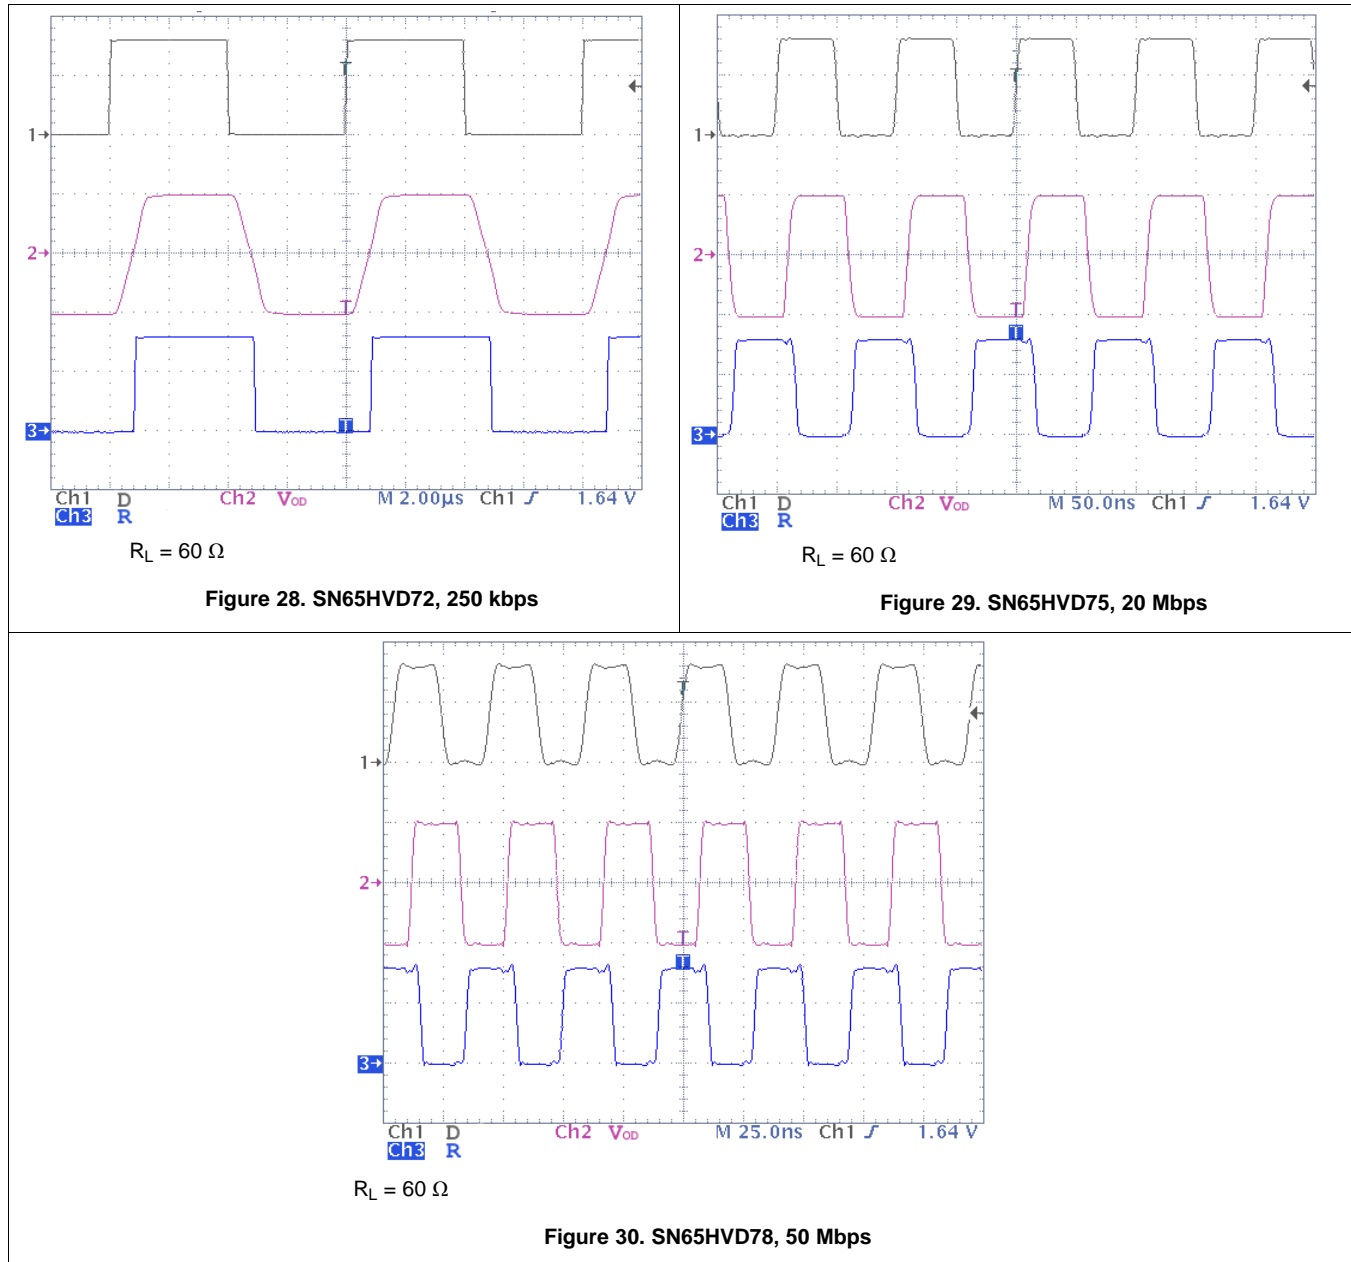 1
2
3
T
T
T
Ch1 D Ch2 VOD M 2.00µs Ch1 1.64 V
Ch3 R
RL = 60 Ω
Figure 28. SN65HVD72, 250 kbps
1
2
3
T
T
T
Ch1 D Ch2 VOD M 50.0ns Ch1 1.64 V
Ch3 R
RL = 60 Ω
Figure 29. SN65HVD75, 20 Mbps
1
2
3
T
T
T
Ch1 D Ch2 VOD M 25.0ns Ch1 1.64 V
Ch3 R
RL = 60 Ω
Figure 30. SN65HVD78, 50 Mbps